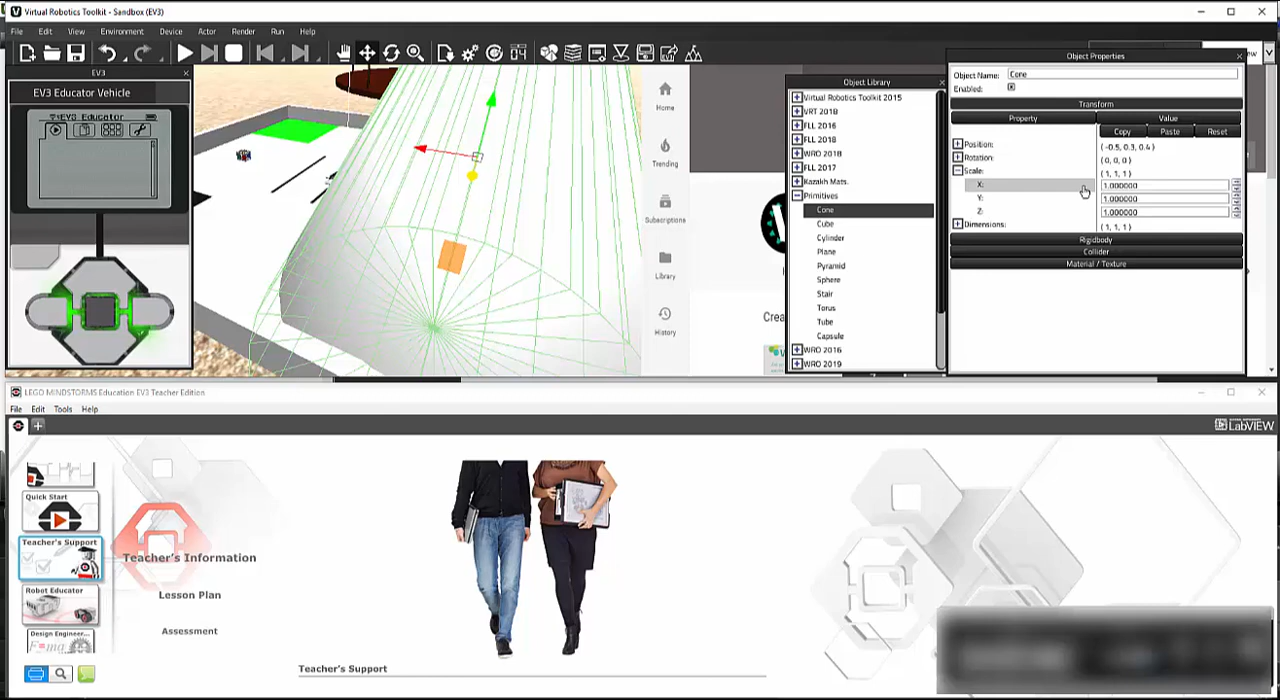 Virtual Robotics Toolkit - Sandbox (EV3)
File Edit View Environment Device Actor Render Run Help
EV3
EV3 Educator Vehicle
EV3 Educator
Home
Trending
Subscriptions
Library
History
Crea
Object Library
Virtual Robotics Toolkit 2015
VRT 2018
FLL 2016
FLL 2018
WRO 2018
FLL 2017
Kazakh Mats.
Primitives
Cone
Cube
Cylinder
Plane
Pyramid
Sphere
Stair
Torus
Tube
Capsule
WRO 2016
WRO 2019
Object Properties
Object Name: Cone
Enabled:
Transform
Property Value
Copy Paste Reset
Position: (-0.5, 0.3, 0.4)
Rotation: (0, 0, 0)
Scale: (1, 1, 1)
X: 1.000000
Y: 1.000000
Z: 1.000000
Dimensions: (1, 1, 1)
Rigidbody
Collider
Material / Texture
LEGO MINDSTORMS Education EV3 Teacher Edition
File Edit Tools Help
LabVIEW
Quick Start
Teacher's Support
Robot Educator
Design Engineer...
Teacher's Information
Lesson Plan
Assessment
Teacher's Support